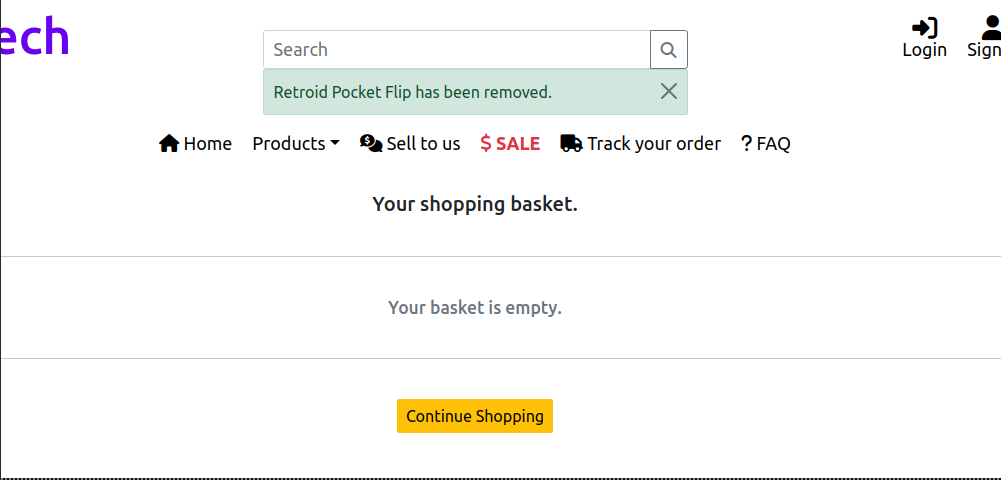 ech
Login
Sign
Search
Retroid Pocket Flip has been removed.
Home Products Sell to us $ SALE Track your order ? FAQ
Your shopping basket.
Your basket is empty.
Continue Shopping